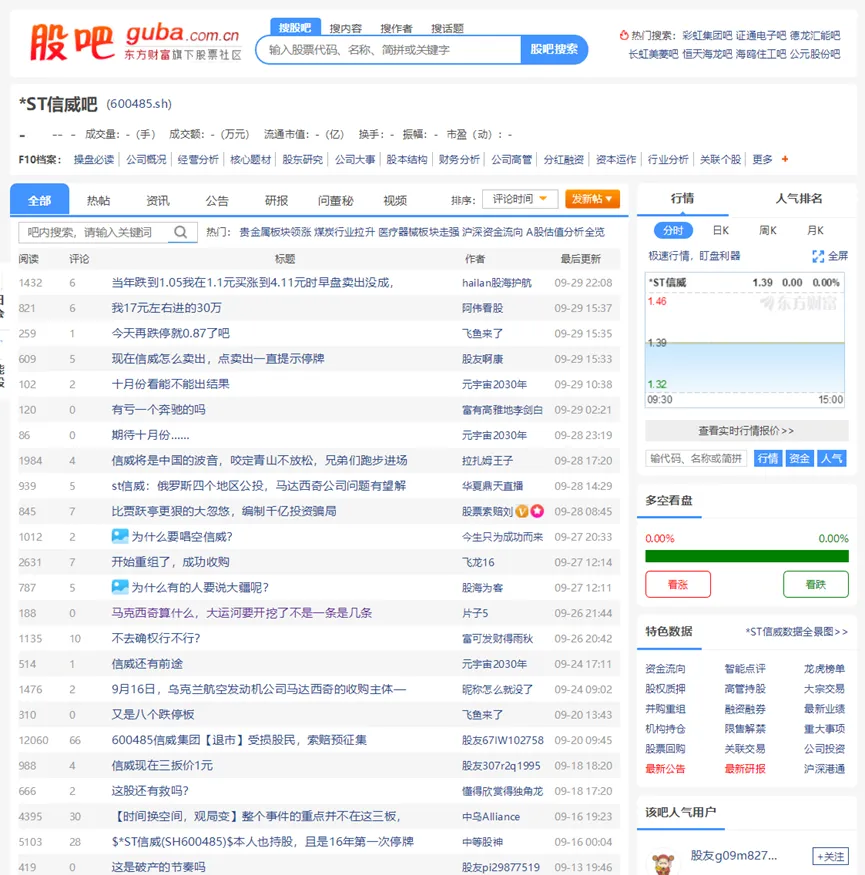 股吧 guba.com.cn
东方财富旗下股票社区
搜股吧 搜内容 搜作者 搜话题
输入股票代码、名称、简拼或关键字 股吧搜索
热门搜索: 彩虹集团吧 证通电子吧 德龙汇能吧
长虹美菱吧 恒天海龙吧 海鸥住工吧 公元股份吧
*ST信威吧 (600485.sh)
- -- - 成交量: - (手) 成交额: - (万元) 流通市值: - (亿) 换手: - 振幅: - 市盈 (动) : -
F10档案: 操盘必读 公司概况 经营分析 核心题材 股东研究 公司大事 股本结构 财务分析 公司高管 分红融资 资本运作 行业分析 关联个股 更多 +
全部 热帖 资讯 公告 研报 问董秘 视频 排序: 评论时间 发新帖
吧内搜索，请输入关键词 热门: 贵金属板块领涨 煤炭行业拉升 医疗器械板块走强 沪深资金流向 A股估值分析全览
阅读 评论 标题 作者 最后更新
1432 6 当年跌到1.05我在1.1元买涨到4.11元时早盘卖出没成, hailan股海护航 09-29 22:08
821 6 我17元左右进的30万 阿伟看股 09-29 15:37
259 1 今天再跌停就0.87了吧 飞鱼来了 09-29 15:35
609 5 现在信威怎么卖出，点卖出一直提示停牌 股友啊康 09-29 15:33
102 2 十月份看能不能出结果 元宇宙2030年 09-29 10:38
120 0 有亏一个奔驰的吗 富有高雅地李剑白 09-29 02:21
86 0 期待十月份...... 元宇宙2030年 09-28 23:19
1984 4 信威将是中国的波音，咬定青山不放松，兄弟们跑步进场 拉扎姆王子 09-28 17:20
939 5 st信威：俄罗斯四个地区公投，马达西奇公司问题有望解 华夏鼎天直播 09-28 14:29
845 7 比贾跃亭更狠的大忽悠，编制千亿投资骗局 股票素赔刘 09-28 08:45
1012 2 为什么要唱空信威? 今生只为成功而来 09-27 20:33
2631 7 开始重组了，成功收购 飞龙16 09-27 12:14
787 5 为什么有的人要说大疆呢? 股海为客 09-27 12:11
188 0 马克西奇算什么，大运河要开挖了不是一条是几条 片子5 09-26 21:44
1135 10 不去确权行不行? 富可发财得雨秋 09-26 20:42
514 1 信威还有前途 元宇宙2030年 09-24 17:11
1476 2 9月16日，乌克兰航空发动机公司马达西奇的收购主体— 昵称怎么就没了 09-24 09:02
310 0 又是八个跌停板 飞鱼来了 09-20 13:43
12060 66 600485信威集团【退市】受损股民，索赔预征集 股友67IW102758 09-20 09:45
988 4 信威现在三扳价1元 股友307r2q1995 09-18 18:20
666 2 这股还有救吗? 懂得欣赏得独角龙 09-18 17:20
4395 30 【时间换空间，观局变】整个事件的重点并不在这三板, 中鸟Alliance 09-16 19:23
5103 28 $*ST信威(SH600485)$本人也持股，且是16年第一次停牌 中等股神 09-16 00:04
419 0 这是破产的节奏吗 股友pi29877519 09-13 19:46
行情 人气排名
分时 日K 周K 月K
极速行情，盯盘利器 全屏
*ST信威 1.39 0.00 0.00%
1.46
东方财富
1.39
1.32
09:30 15:00
查看实时行情报价>>
输代码、名称或简拼 行情 资金 人气
多空看盘
0.00% 0.00%
看涨 看跌
特色数据 *ST信威数据全景图>>
资金流向 智能点评 龙虎榜单
股权质押 高管持股 大宗交易
并购重组 融资融券 最新业绩
机构持仓 限售解禁 重大事项
股票回购 关联交易 公司投资
最新公告 最新研报 沪深港通
该吧人气用户
股友g09m827... +关注